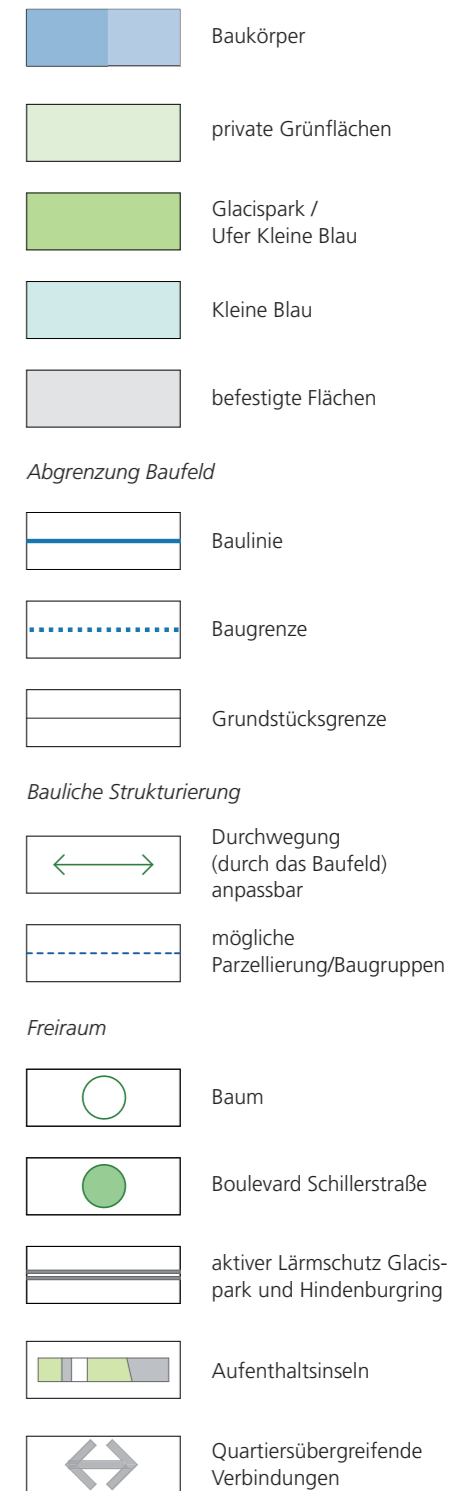 Baukörper
private Grünflächen
Glacispark /
Ufer Kleine Blau
Kleine Blau
befestigte Flächen
Abgrenzung Baufeld
Baulinie
Baugrenze
Grundstücksgrenze
Bauliche Strukturierung
Durchwegung
(durch das Baufeld)
anpassbar
mögliche
Parzellierung/Baugruppen
Freiraum
Baum
Boulevard Schillerstraße
aktiver Lärmschutz Glacis-
park und Hindenburgring
Aufenthaltsinseln
Quartiersübergreifende
Verbindungen